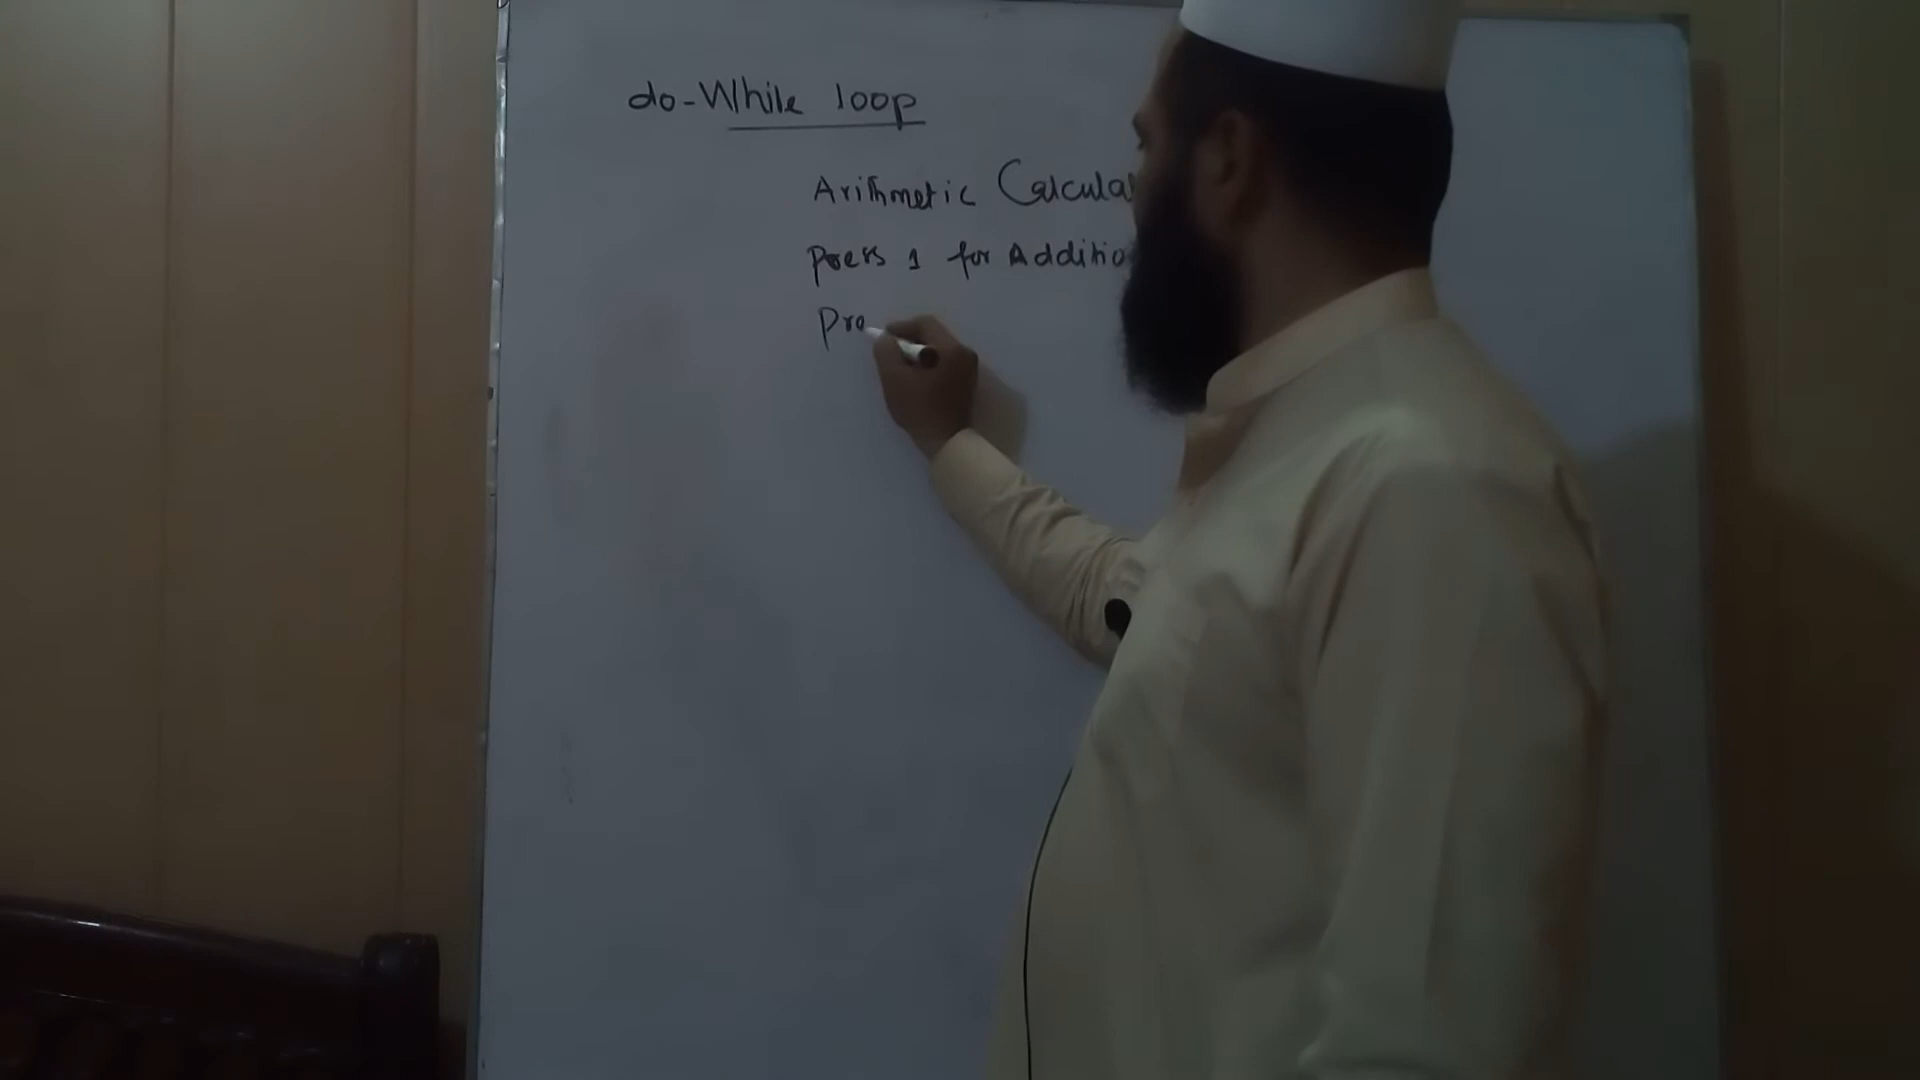 do-While loop
Arithmetic Calcula
Press 1 for Additio
Pre